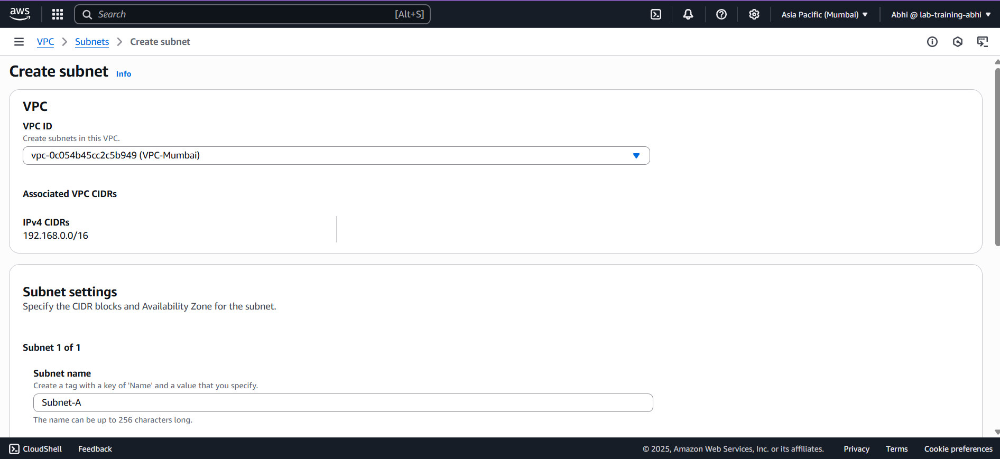 aws
Search [Alt+S]
Asia Pacific (Mumbai)
Abhi @ lab-training-abhi
VPC
Subnets
Create subnet
Create subnet Info
VPC
VPC ID
Create subnets in this VPC.
vpc-0c054b45cc2c5b949 (VPC-Mumbai)
Associated VPC CIDRs
IPv4 CIDRs
192.168.0.0/16
Subnet settings
Specify the CIDR blocks and Availability Zone for the subnet.
Subnet 1 of 1
Subnet name
Create a tag with a key of 'Name' and a value that you specify.
Subnet-A
The name can be up to 256 characters long.
CloudShell
Feedback
© 2025, Amazon Web Services, Inc. or its affiliates.
Privacy
Terms
Cookie preferences